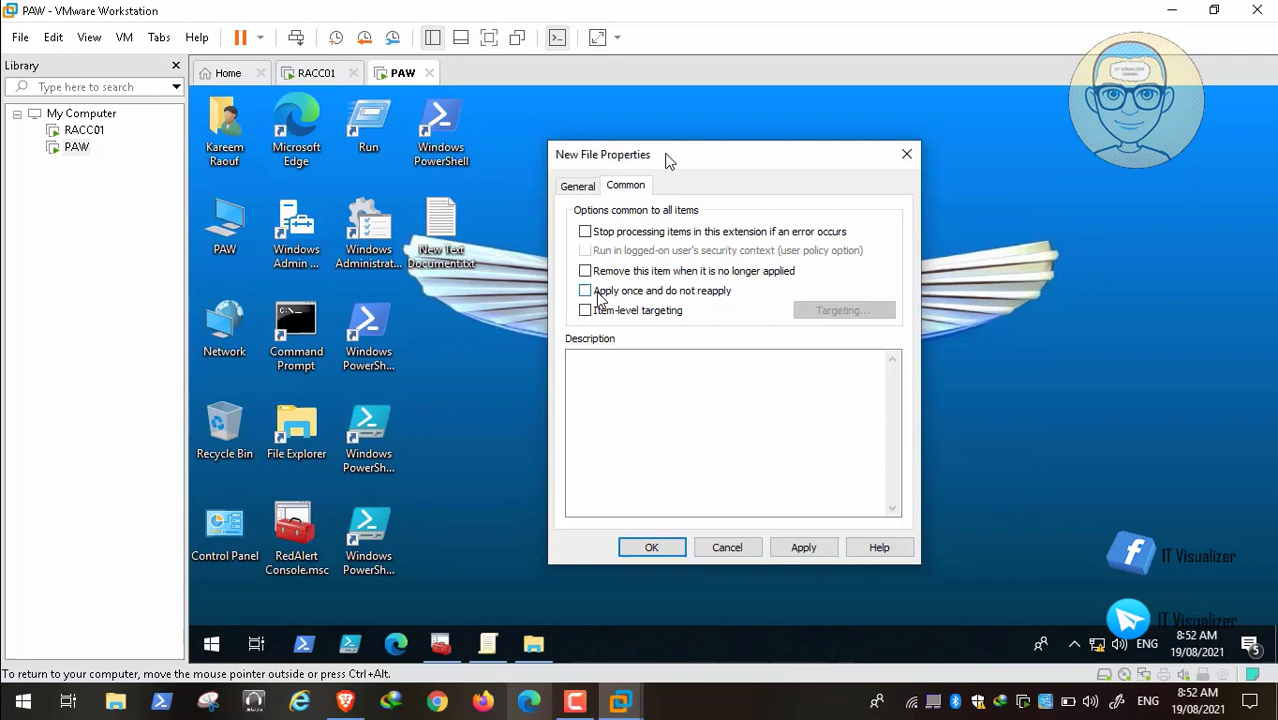 PAW - VMware Workstation
File Edit View VM Tabs Help
Library
Home
RACC01
PAW
Type here to search
My Computer
RACC01
PAW
IT VISUALIZER
CHANNEL
Kareem
Raouf
Microsoft
Edge
Run
Windows
PowerShell
PAW
Windows
Admin ...
Windows
Administrat...
New Text
Document.txt
Network
Command
Prompt
Windows
PowerSh...
Recycle Bin
File Explorer
Windows
PowerSh...
Control Panel
RedAlert
Console.msc
Windows
PowerSh...
New File Properties
General
Common
Options common to all items
Stop processing items in this extension if an error occurs
Run in logged-on user's security context (user policy option)
Remove this item when it is no longer applied
Apply once and do not reapply
Item-level targeting
Targeting...
Description
OK
Cancel
Apply
Help
IT Visualizer
IT Visualizer
ENG
8:52 AM
19/08/2021
5
To return to your computer, move the mouse pointer outside or press Ctrl+Alt.
ENG
8:52 AM
19/08/2021